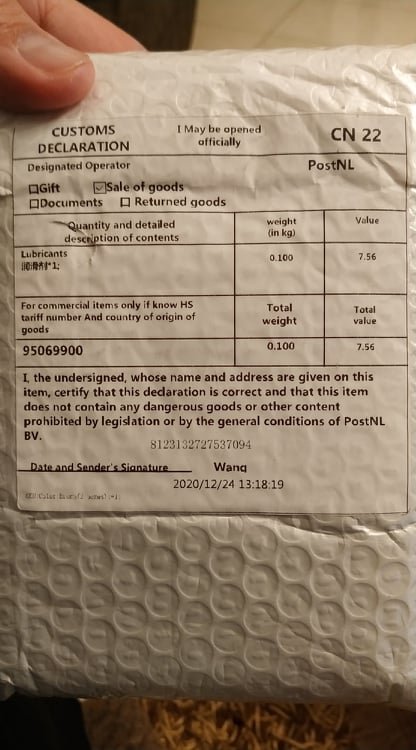 CUSTOMS
DECLARATION
I May be opened
officially
CN 22
Designated Operator
PostNL
Gift
Sale of goods
Documents
Returned goods
Quantity and detailed
description of contents
weight
(in kg)
Value
Lubricants
润滑剂*1;
0.100
7.56
For commercial items only if know HS
tariff number And country of origin of
goods
Total
weight
Total
value
95069900
0.100
7.56
I, the undersigned, whose name and address are given on this
item, certify that this declaration is correct and that this item
does not contain any dangerous goods or other content
prohibited by legislation or by the general conditions of PostNL
BV.
8123132727537094
Date and Sender's Signature
Wang
2020/12/24 13:18:19